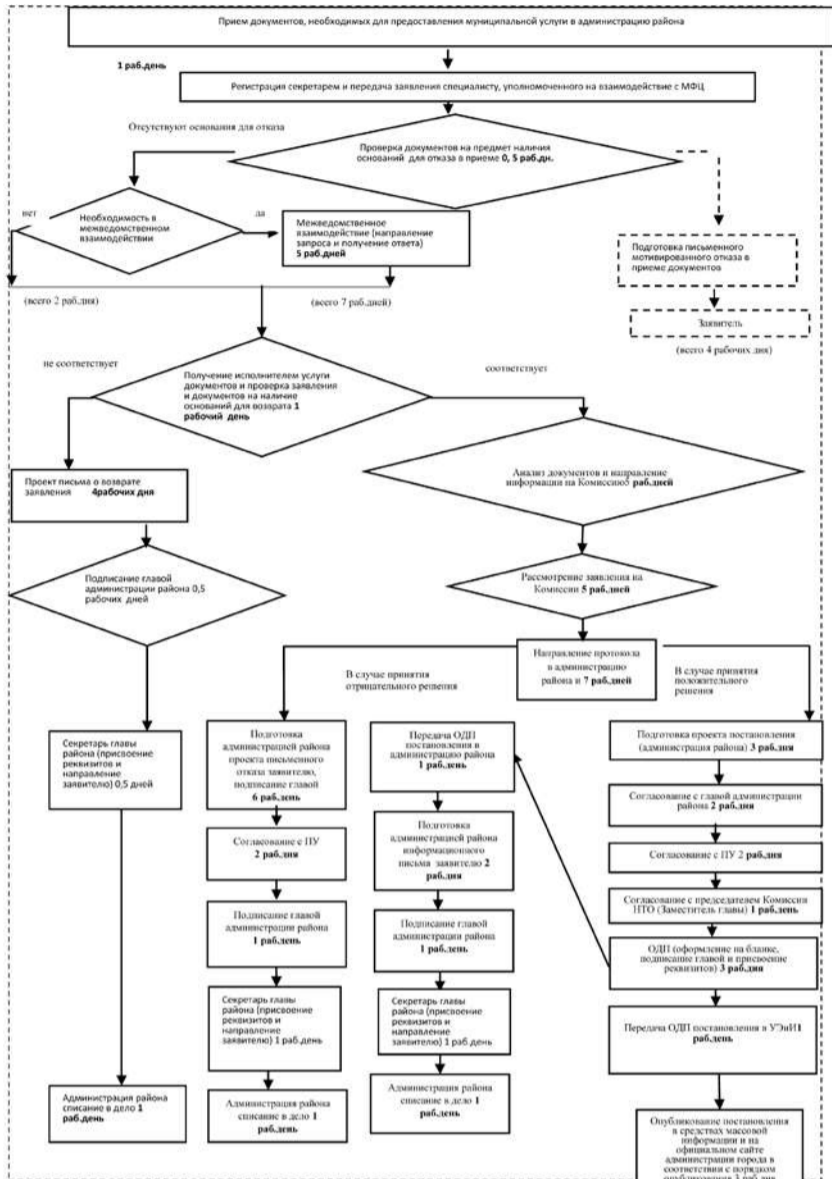 Прием документов, необходимых для предоставления муниципальной услуги в администрацию района
1 раб.день
Регистрация секретарем и передача заявления специалисту, уполномоченного на взаимодействие с МФЦ
Отсутствуют основания для отказа
Проверка документов на предмет наличия
оснований для отказа в приеме 0, 5 раб.дн.
нет
Необходимость в
межведомственном
взаимодействии
да
Межведомственное
взаимодействие (направление
запроса и получение ответа)
5 раб.дней
Подготовка письменного
мотивированного отказа в
приеме документов
(всего 2 раб.дня)
(всего 7 раб.дней)
Заявитель
(всего 4 рабочих дня)
не соответствует
Получение исполнителем услуги
документов и проверка заявления
и документов на наличие
оснований для возврата 1
рабочий день
соответствует
Проект письма о возврате
заявления 4рабочих дня
Анализ документов и направление
информации на Комиссию5 раб.дней
Подписание главой
администрации района 0,5
рабочих дней
Рассмотрение заявления на
Комиссии 5 раб.дней
Направление протокола
в администрацию
района и 7 раб.дней
В случае принятия
отрицательного решения
В случае принятия
положительного
решения
Секретарь главы
района (присвоение
реквизитов и
направление
заявителю) 0,5 дней
Подготовка
администрацией района
проекта письменного
отказа заявителю,
подписание главой
6 раб.день
Передача ОДП
постановления в
администрацию района
1 раб.день
Подготовка проекта постановления
(администрация района) 3 раб.дня
Согласование с главой администрации
района 2 раб.дня
Согласование с ПУ
2 раб.дня
Подготовка
администрацией района
информационного
письма заявителю 2
раб.дня
Согласование с ПУ 2 раб.дня
Согласование с председателем Комиссии
НТО (Заместитель главы) 1 раб.день
Подписание главой
администрации района
1 раб.день
Подписание главой
администрации района
1 раб.день
ОДП (оформление на бланке,
подписание главой и присвоение
реквизитов) 3 раб.дня
Секретарь главы
района (присвоение
реквизитов и
направление
заявителю) 1 раб.день
Секретарь главы
района (присвоение
реквизитов и
направление
заявителю) 1 раб.день
Передача ОДП постановления в УЭиИ1
раб.день
Администрация района
списание в дело 1
раб.день
Администрация района
списание в дело 1
раб.день
Администрация района
списание в дело 1
раб.день
Опубликование постановления
в средствах массовой
информации и на
официальном сайте
администрации города в
соответствии с порядком
опубликования 3 раб.дня